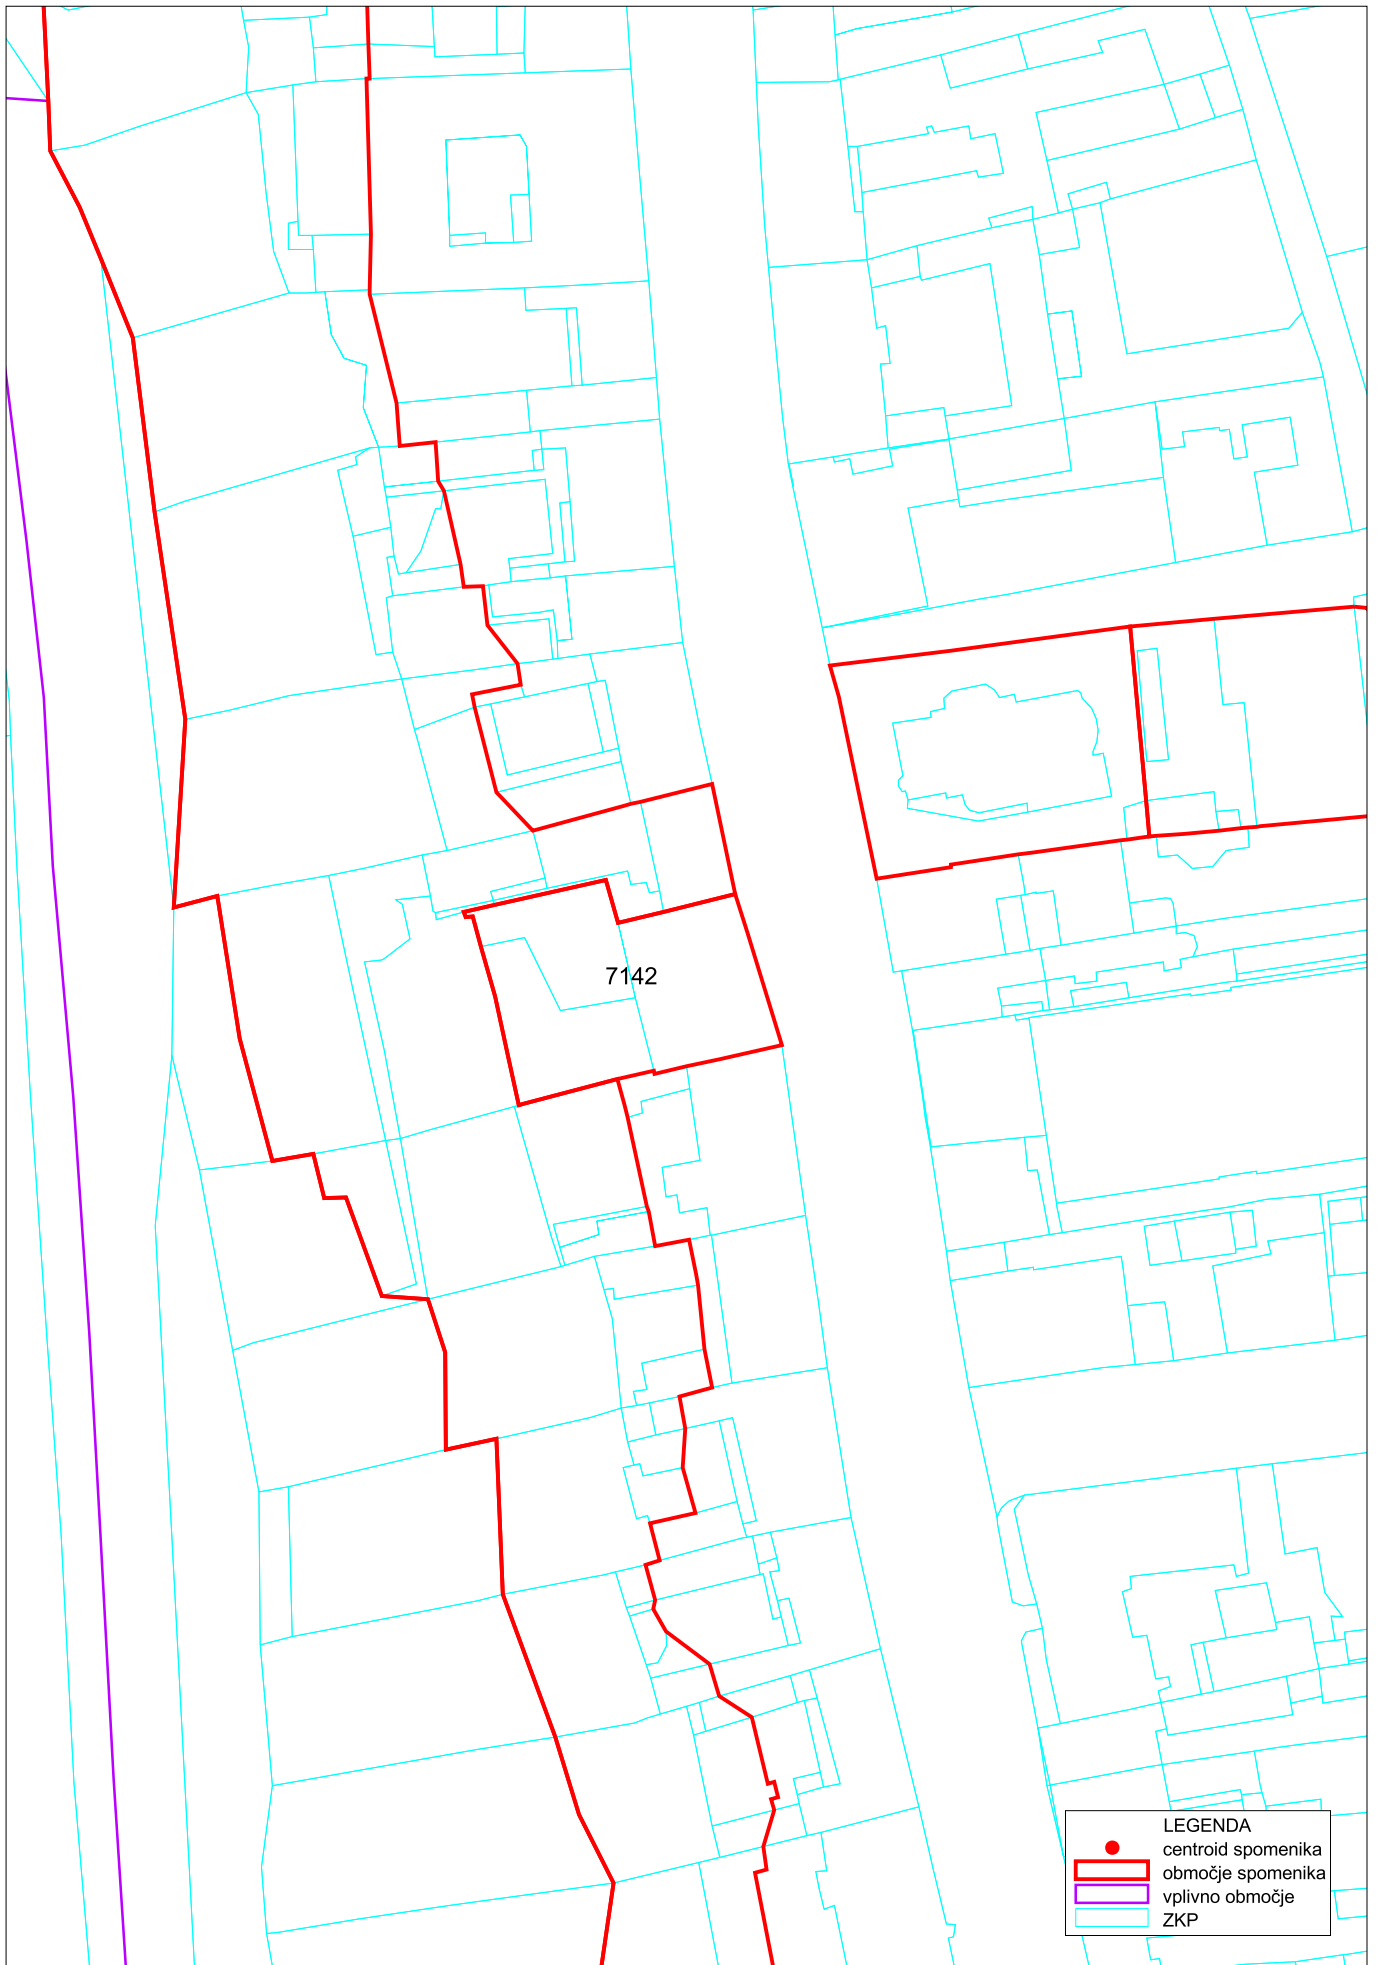 7142
LEGENDA
centroid spomenika
območje spomenika
vplivno območje
ZKP